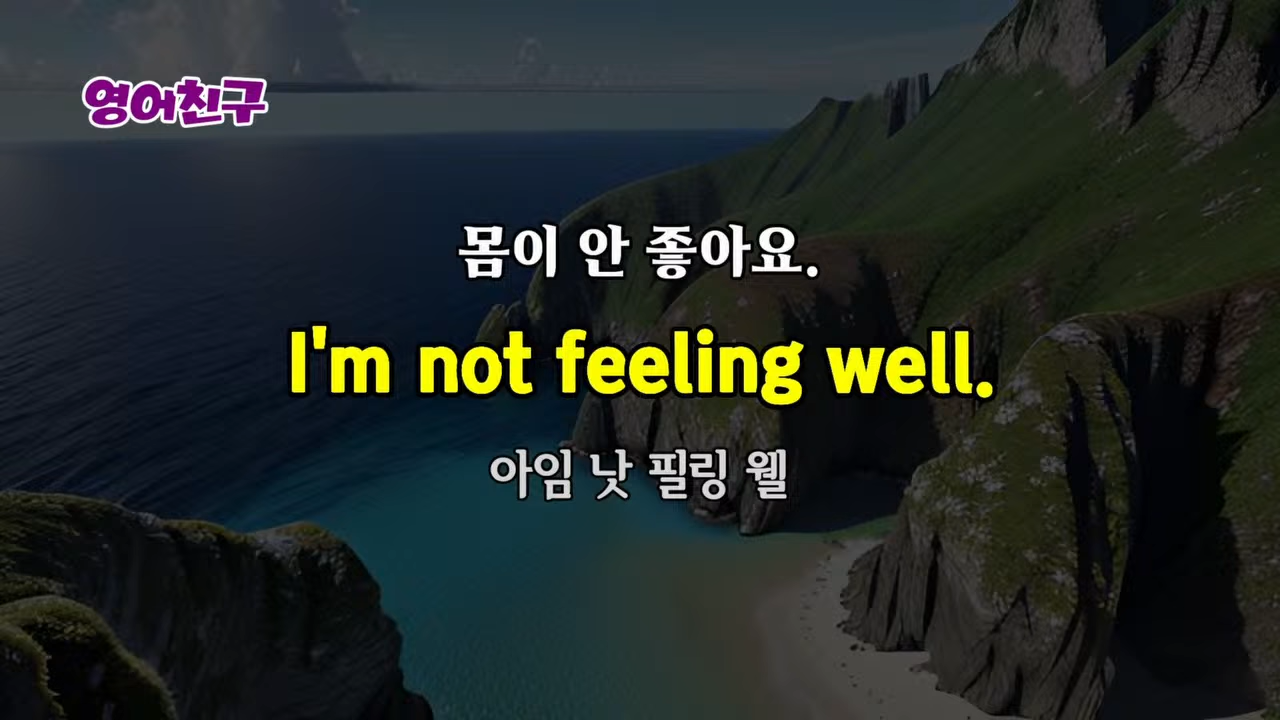 영어친구
몸이 안 좋아요.
I'm not feeling well.
아임 낫 필링 웰